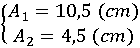 A₁ = 10,5 (cm)
A₂ = 4,5 (cm)